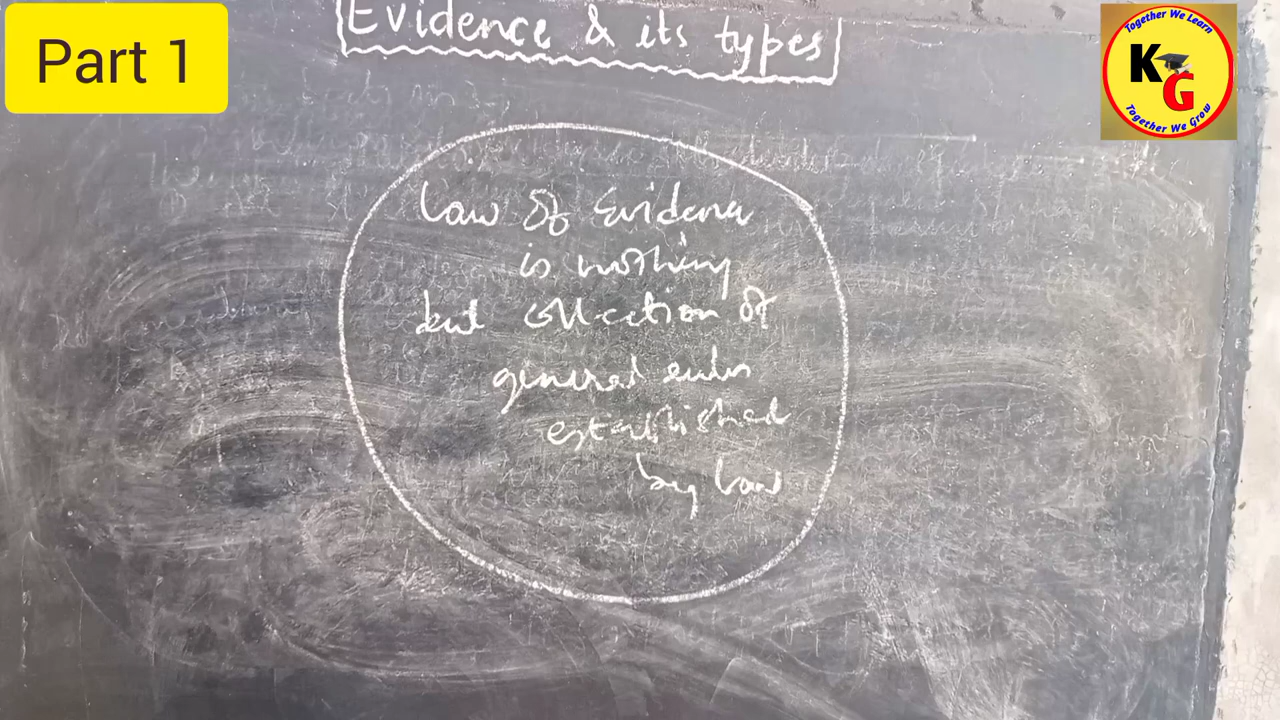 Part 1
Evidence & its types
Together We Learn
KG
Together We Grow
Law of Evidence
is nothing
but collection of
general rules
established
by law